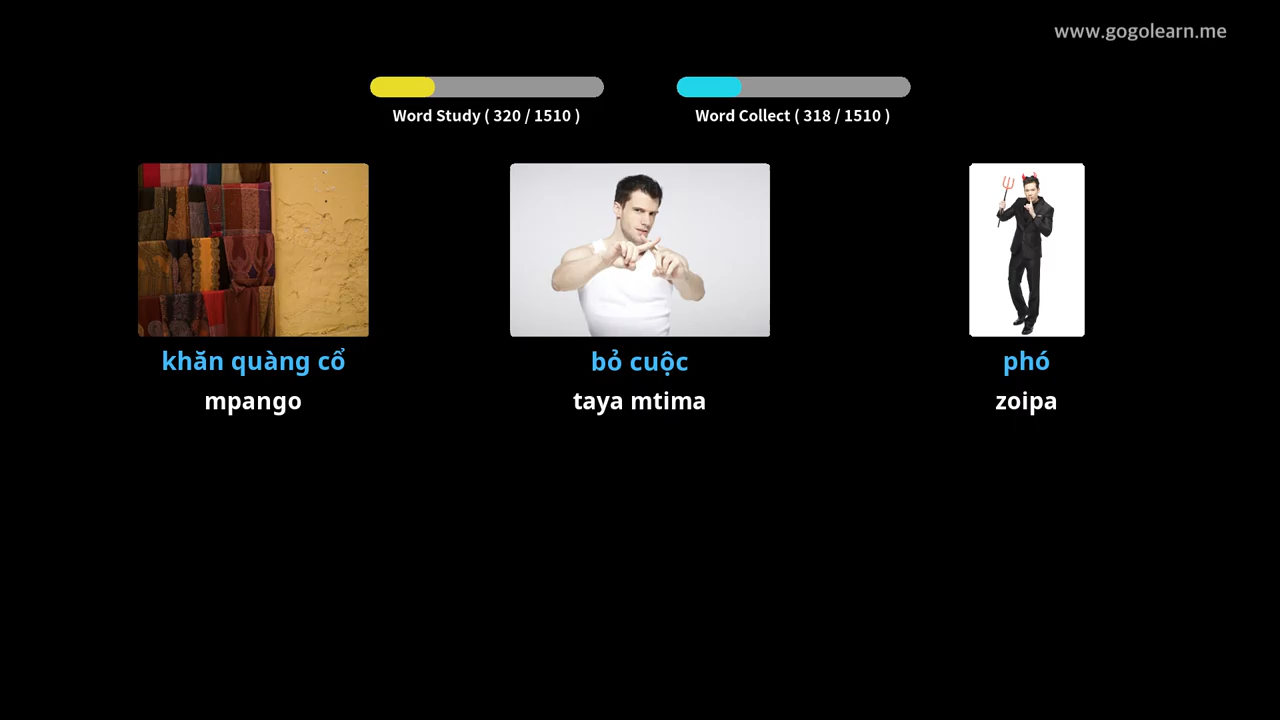 www.gogolearn.me
Word Study ( 320 / 1510 )
Word Collect ( 318 / 1510 )
khăn quàng cổ
bỏ cuộc
phó
mpango
taya mtima
zoipa